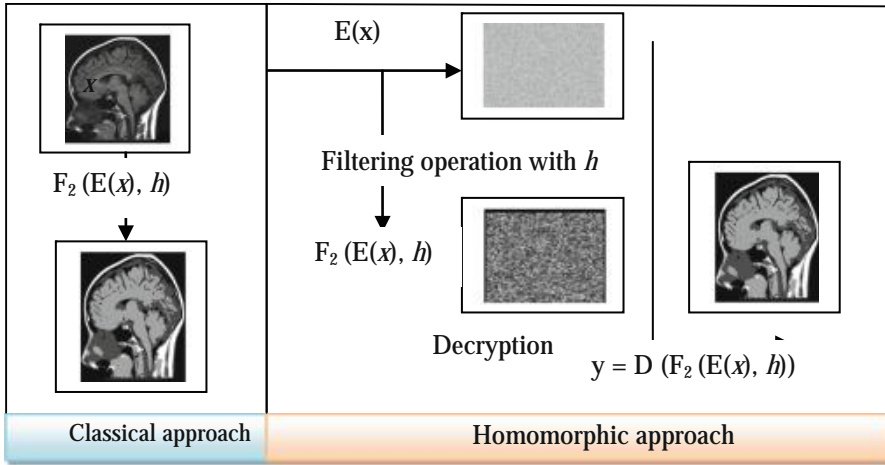 x
F₂ (E(x), h)
E(x)
Filtering operation with h
F₂ (E(x), h)
Decryption
y = D (F₂ (E(x), h))
Classical approach
Homomorphic approach